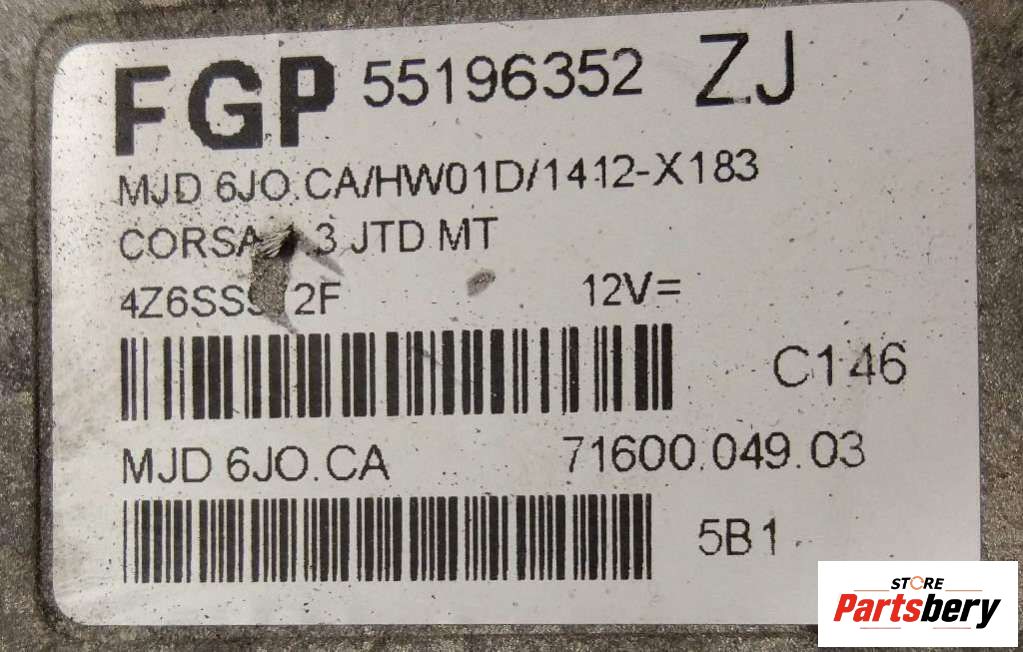 FGP 55196352 ZJ
MJD 6JO.CA/HW01D/1412-X183
CORSA 3 JTD MT
2F 12V=
C146
MJD 6JO.CA 71600.049.03
5B1
STORE
Partsbery